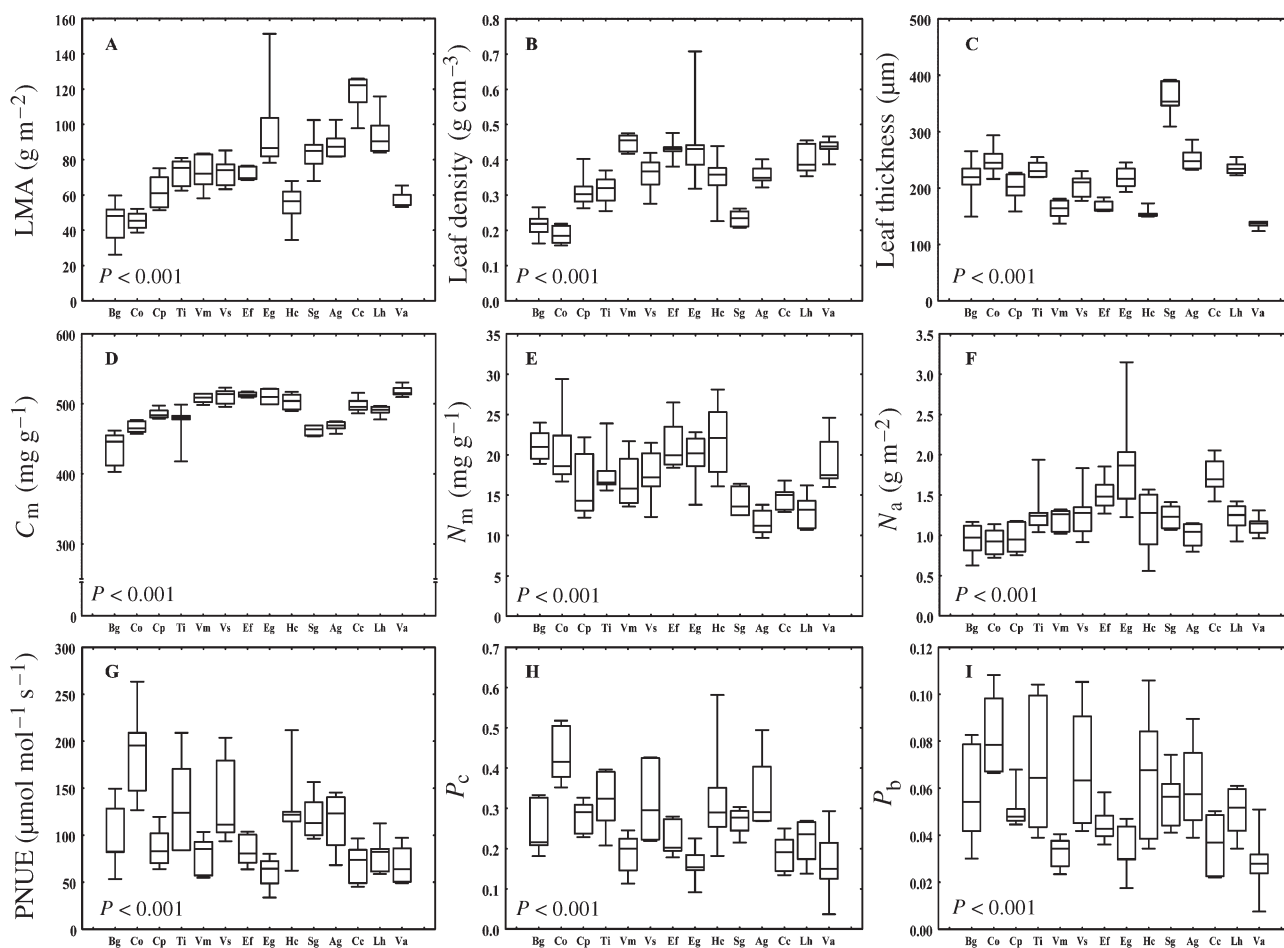 A
LMA (g m−2)
160
140
120
100
80
60
40
20
0
P < 0.001
Bg Co Cp Ti Vm Vs Ef Eg Hc Sg Ag Cc Lh Va
B
Leaf density (g cm−3)
0.8
0.7
0.6
0.5
0.4
0.3
0.2
0.1
0.0
P < 0.001
Bg Co Cp Ti Vm Vs Ef Eg Hc Sg Ag Cc Lh Va
C
Leaf thickness (µm)
500
400
300
200
100
0
P < 0.001
Bg Co Cp Ti Vm Vs Ef Eg Hc Sg Ag Cc Lh Va
D
Cm (mg g−1)
600
500
400
300
0
P < 0.001
Bg Co Cp Ti Vm Vs Ef Eg Hc Sg Ag Cc Lh Va
E
Nm (mg g−1)
35
30
25
20
15
10
5
0
P < 0.001
Bg Co Cp Ti Vm Vs Ef Eg Hc Sg Ag Cc Lh Va
F
Na (g m−2)
3.5
3.0
2.5
2.0
1.5
1.0
0.5
0.0
P < 0.001
Bg Co Cp Ti Vm Vs Ef Eg Hc Sg Ag Cc Lh Va
G
PNUE (µmol mol−1 s−1)
300
250
200
150
100
50
0
P < 0.001
Bg Co Cp Ti Vm Vs Ef Eg Hc Sg Ag Cc Lh Va
H
Pc
0.7
0.6
0.5
0.4
0.3
0.2
0.1
0.0
P < 0.001
Bg Co Cp Ti Vm Vs Ef Eg Hc Sg Ag Cc Lh Va
I
Pb
0.12
0.10
0.08
0.06
0.04
0.02
0.00
P < 0.001
Bg Co Cp Ti Vm Vs Ef Eg Hc Sg Ag Cc Lh Va